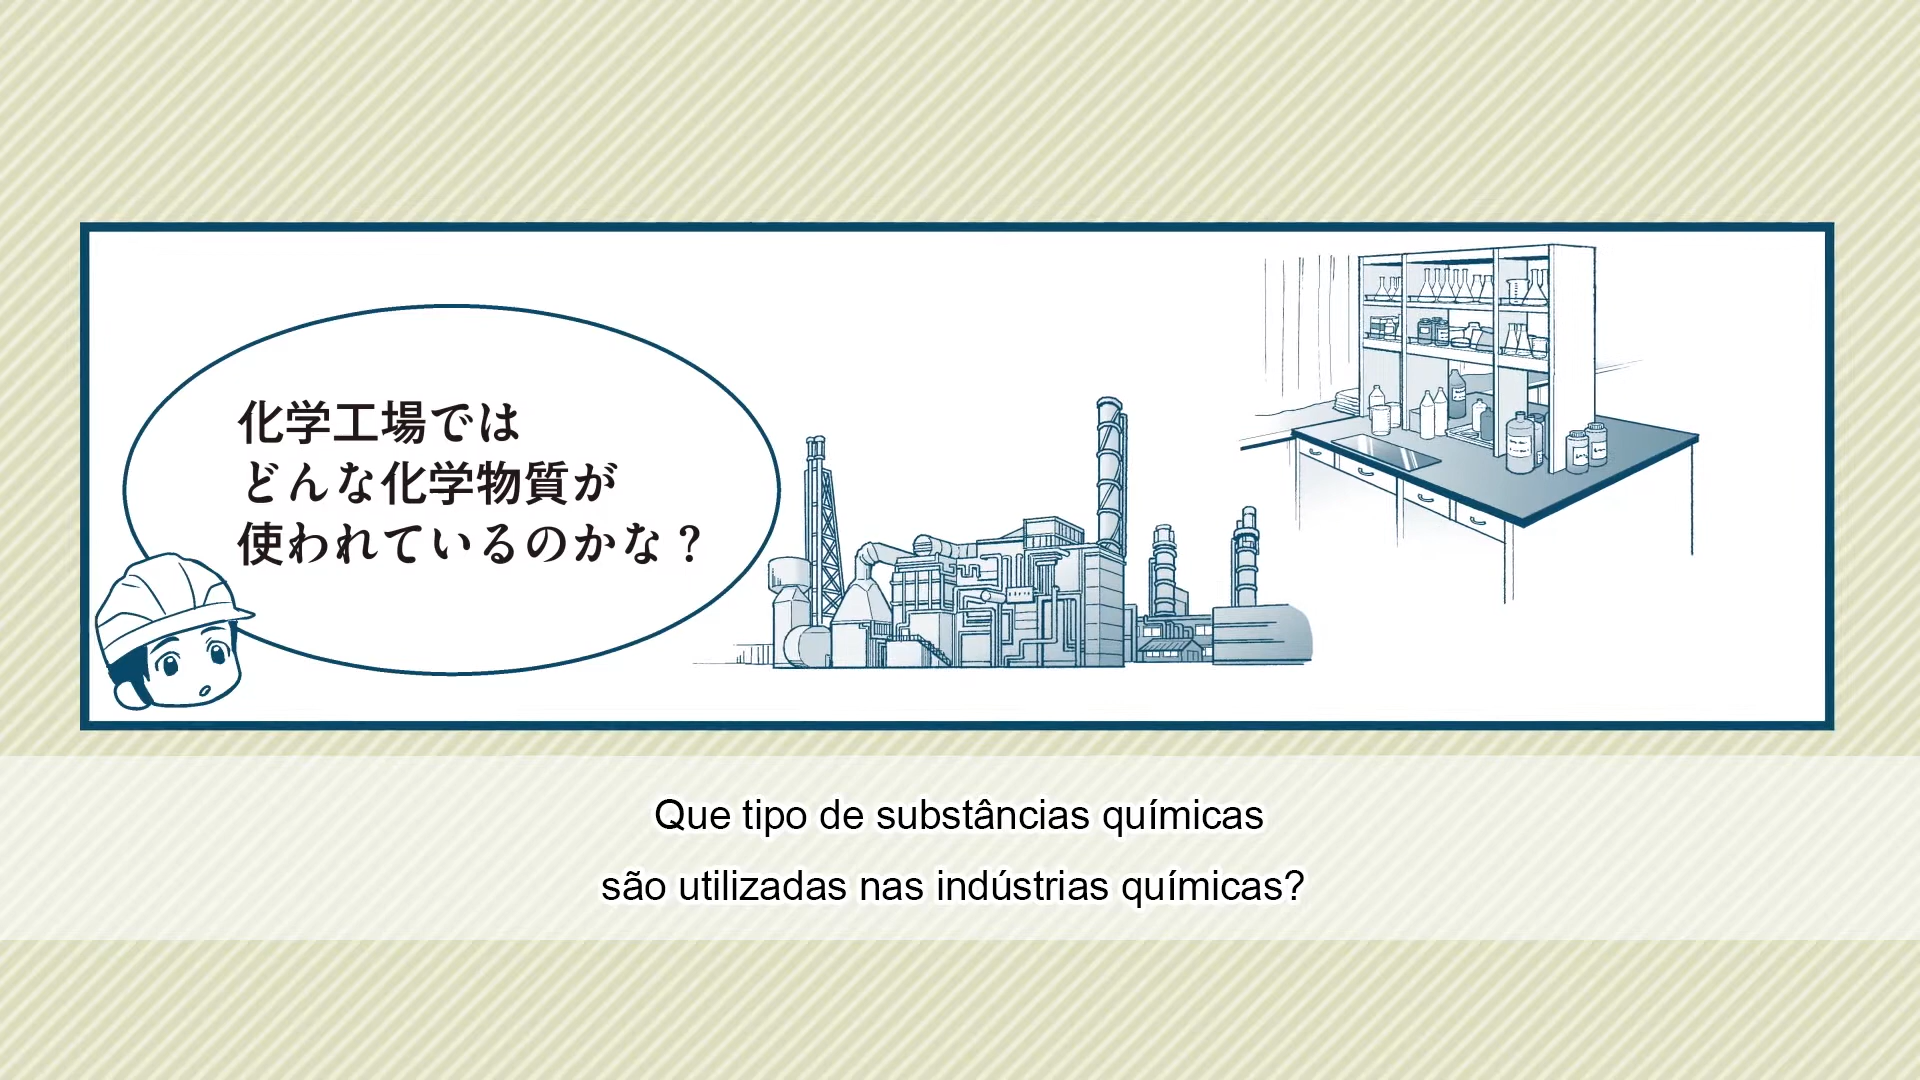 化学工場では
どんな化学物質が
使われているのかな？
Que tipo de substâncias químicas
são utilizadas nas indústrias químicas?